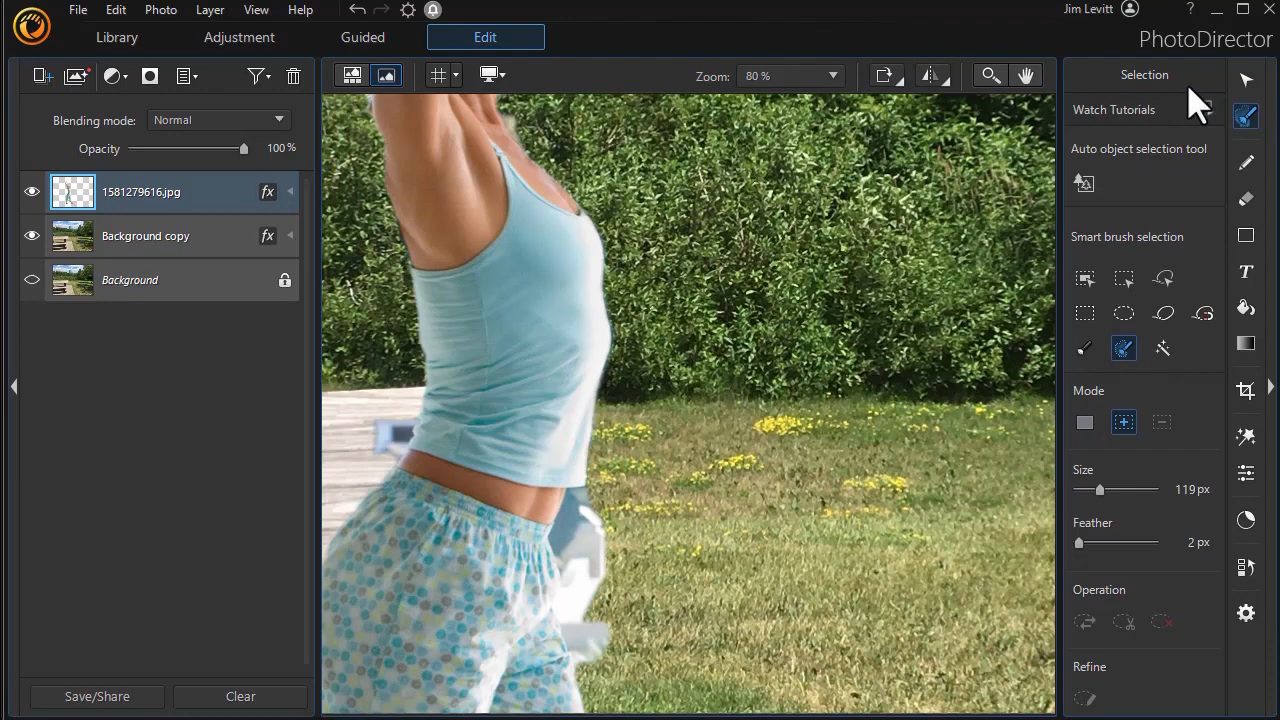 File Edit Photo Layer View Help
Jim Levitt ?
Library Adjustment Guided Edit
PhotoDirector
Zoom: 80 %
Selection
Blending mode: Normal
Watch Tutorials
Opacity 100 %
Auto object selection tool
1581279616.jpg fx
Background copy fx
Smart brush selection
Background
T
Mode
Size
119 px
Feather
2 px
Operation
Refine
Save/Share Clear